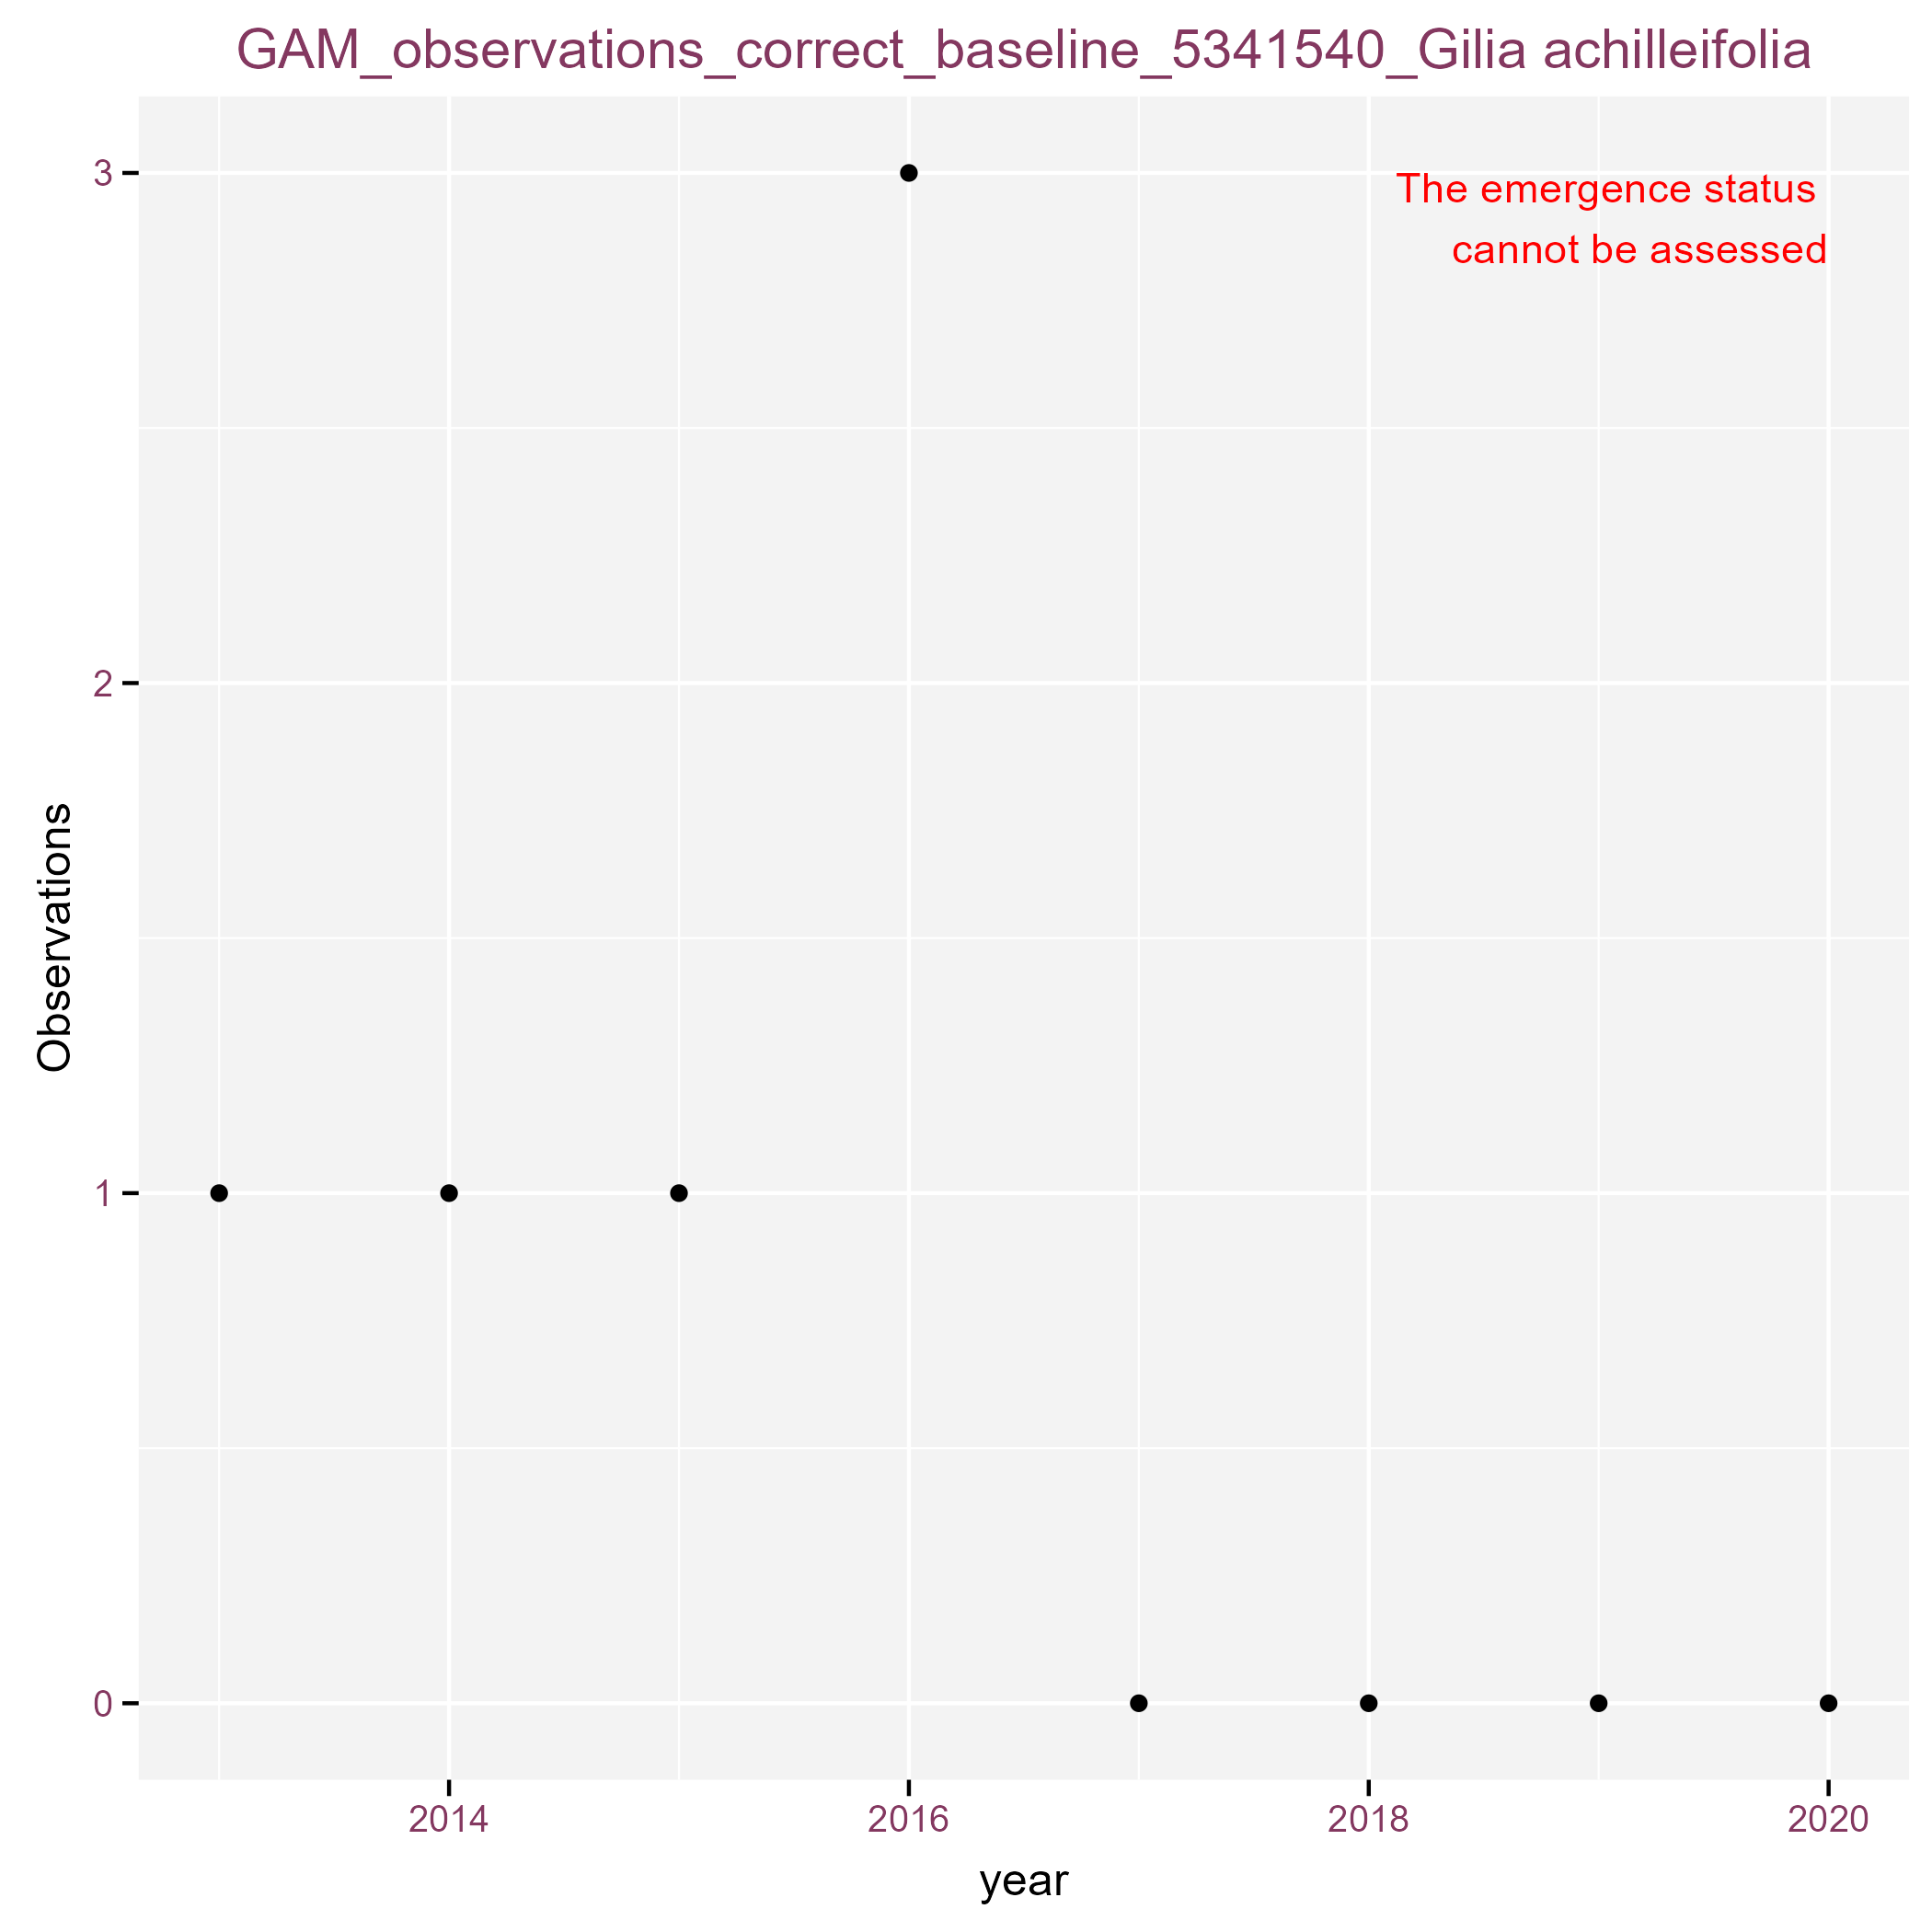 GAM_observations_correct_baseline_5341540_Gilia achilleifolia
3
The emergence status
cannot be assessed
2
Observations
1
0
2014 2016 2018 2020
year